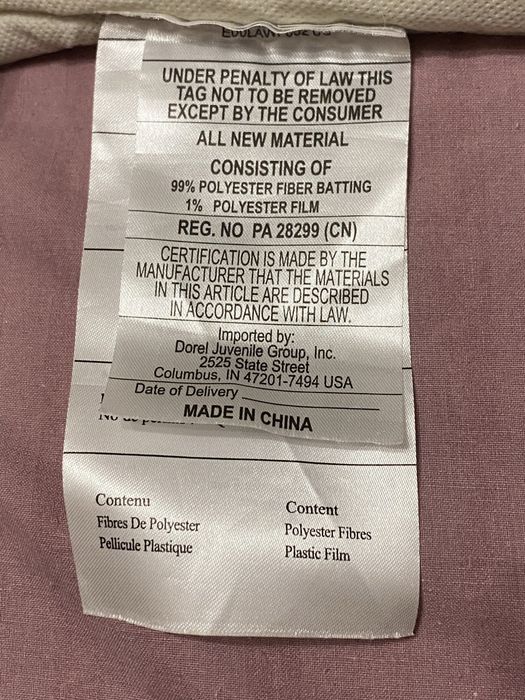 UNDER PENALTY OF LAW THIS
TAG NOT TO BE REMOVED
EXCEPT BY THE CONSUMER
ALL NEW MATERIAL
CONSISTING OF
99% POLYESTER FIBER BATTING
1% POLYESTER FILM
REG. NO PA 28299 (CN)
CERTIFICATION IS MADE BY THE
MANUFACTURER THAT THE MATERIALS
IN THIS ARTICLE ARE DESCRIBED
IN ACCORDANCE WITH LAW.
Imported by:
Dorel Juvenile Group, Inc.
2525 State Street
Columbus, IN 47201-7494 USA
Date of Delivery
MADE IN CHINA
No de
Contenu Content
Fibres De Polyester Polyester Fibres
Pellicule Plastique Plastic Film